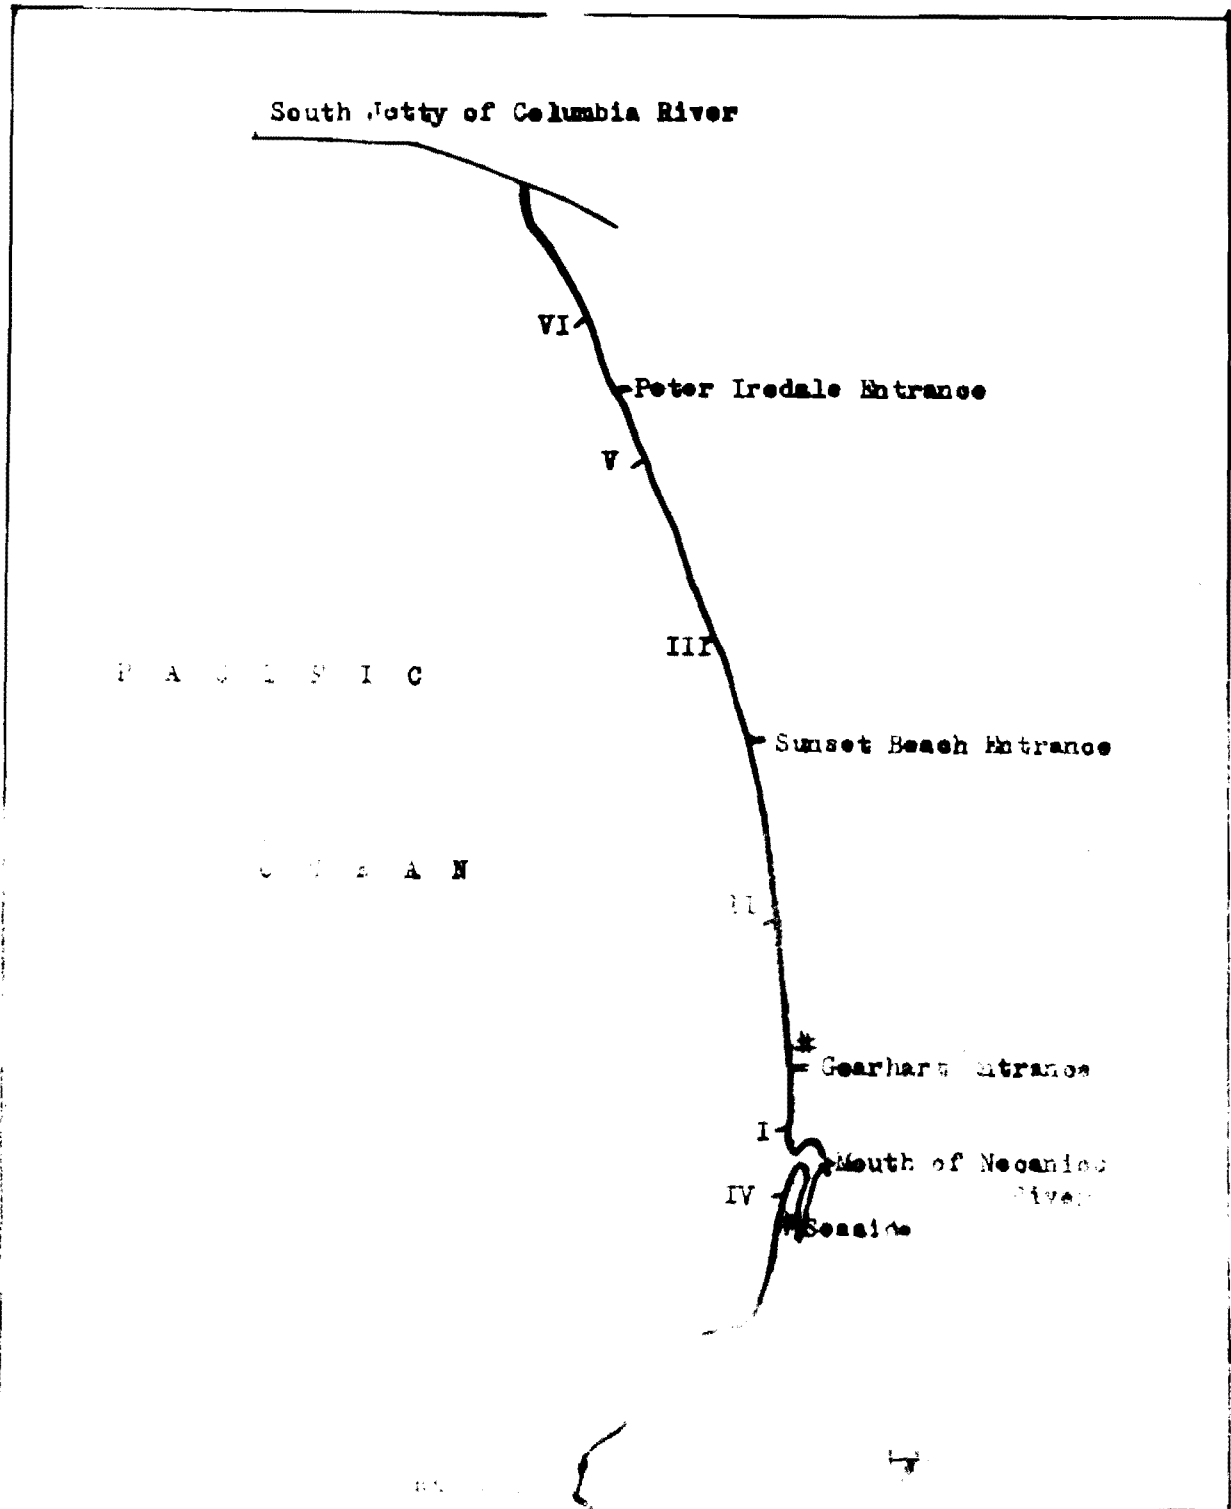 South Jetty of Columbia River
VI
Peter Iredale Entrance
V
III
P A C I F I C
Sunset Beach Entrance
O C E A N
II
#
Gearhart Entrance
I
Mouth of Necanicum
River
IV
# Seaside